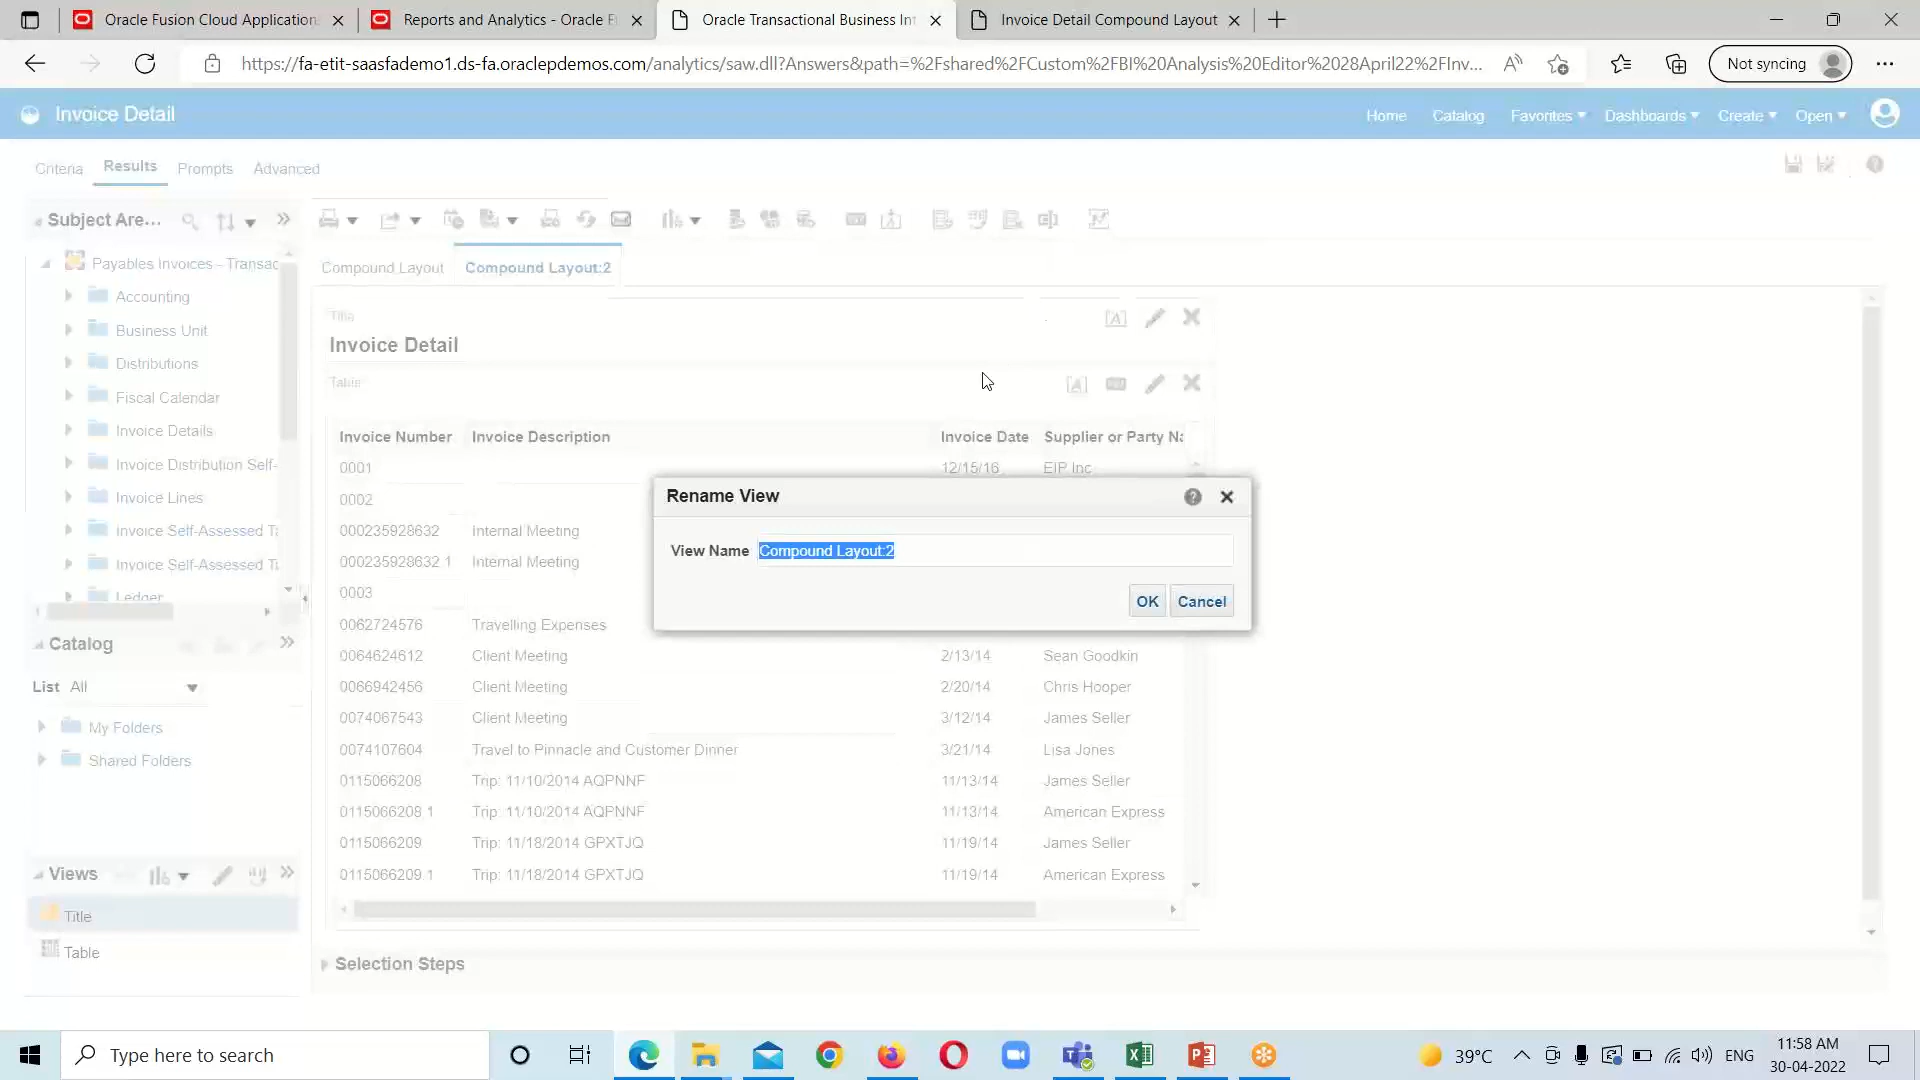 Oracle Fusion Cloud Application
Reports and Analytics - Oracle F
Oracle Transactional Business Int
Invoice Detail Compound Layout
https://fa-etit-saasfademo1.ds-fa.oraclepdemos.com/analytics/saw.dll?Answers&path=%2Fshared%2FCustom%2FBI%20Analysis%20Editor%2028April22%2FInv...
Not syncing
Invoice Detail
Home Catalog Favorites Dashboards Create Open
Criteria Results Prompts Advanced
Subject Are...
Compound Layout Compound Layout:2
Payables Invoices - Transac
Accounting
Business Unit
Distributions
Fiscal Calendar
Invoice Details
Invoice Distribution Self-
Invoice Lines
Invoice Self-Assessed Ta
Invoice Self-Assessed Ta
Ledger
Catalog
List All
My Folders
Shared Folders
Views
Title
Table
Title
Invoice Detail
Table
Invoice Number Invoice Description Invoice Date Supplier or Party Na
0001 12/15/16 EIP Inc
0002
000235928632 Internal Meeting
000235928632.1 Internal Meeting
0003
0062724576 Travelling Expenses
0064624612 Client Meeting 2/13/14 Sean Goodkin
0066942456 Client Meeting 2/20/14 Chris Hooper
0074067543 Client Meeting 3/12/14 James Seller
0074107604 Travel to Pinnacle and Customer Dinner 3/21/14 Lisa Jones
0115066208 Trip: 11/10/2014 AQPNNF 11/13/14 James Seller
0115066208.1 Trip: 11/10/2014 AQPNNF 11/13/14 American Express
0115066209 Trip: 11/18/2014 GPXTJQ 11/19/14 James Seller
0115066209.1 Trip: 11/18/2014 GPXTJQ 11/19/14 American Express
Selection Steps
Rename View
View Name Compound Layout:2
OK Cancel
Type here to search
39°C
ENG
11:58 AM
30-04-2022